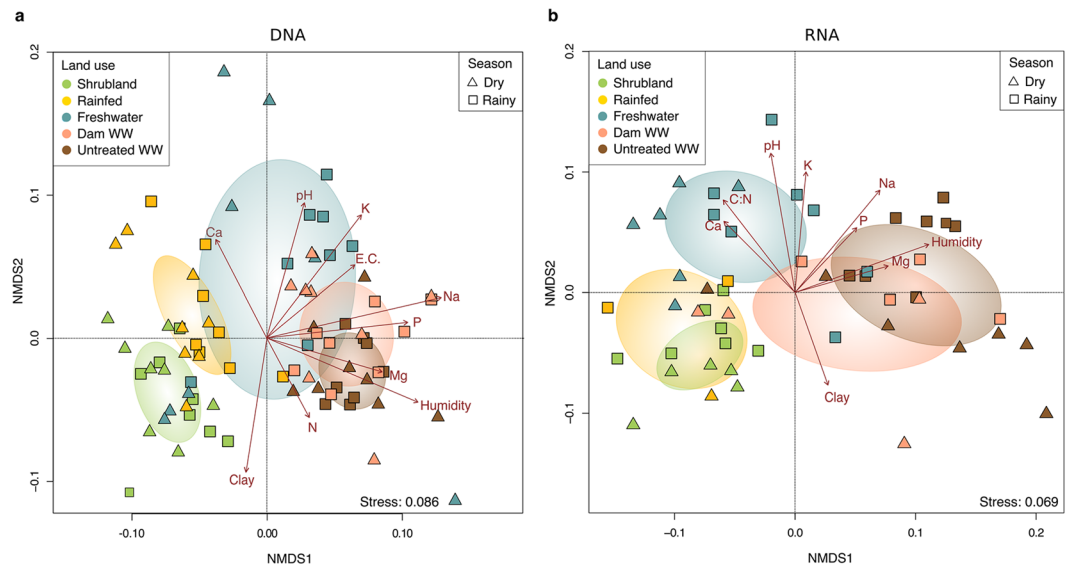 a
DNA
Land use
Shrubland
Rainfed
Freshwater
Dam WW
Untreated WW
Season
Dry
Rainy
0.2
0.1
0.0
−0.1
NMDS2
pH
K
Ca
E.C.
Na
P
Mg
Humidity
N
Clay
Stress: 0.086
-0.10
0.00
0.10
NMDS1
b
RNA
Land use
Shrubland
Rainfed
Freshwater
Dam WW
Untreated WW
Season
Dry
Rainy
0.2
0.1
0.0
−0.1
NMDS2
pH
K
Na
C:N
Ca
P
Humidity
Mg
Clay
Stress: 0.069
−0.1
0.0
0.1
0.2
NMDS1